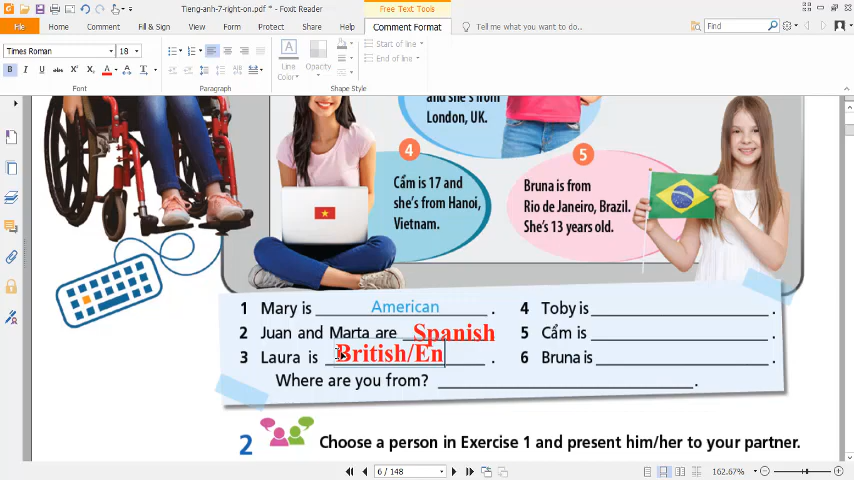 Tieng-anh-7-right-on.pdf * - Foxit Reader
Free Text Tools
File
Home
Comment
Fill & Sign
View
Form
Protect
Share
Help
Comment Format
Tell me what you want to do...
Find
Times Roman
18
Font
Paragraph
Line
Color
Opacity
Start of line
End of line
Shape Style
and she's from
London, UK.
4
Cẩm is 17 and
she's from Hanoi,
Vietnam.
5
Bruna is from
Rio de Janeiro, Brazil.
She's 13 years old.
1 Mary is American .
2 Juan and Marta are Spanish
3 Laura is British/En .
4 Toby is .
5 Cẩm is .
6 Bruna is .
Where are you from? .
2 Choose a person in Exercise 1 and present him/her to your partner.
6 / 148
162.67%